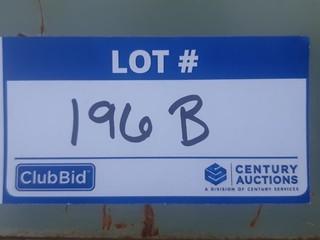 LOT #
196 B
ClubBid
CENTURY
AUCTIONS
A DIVISION OF CENTURY SERVICES